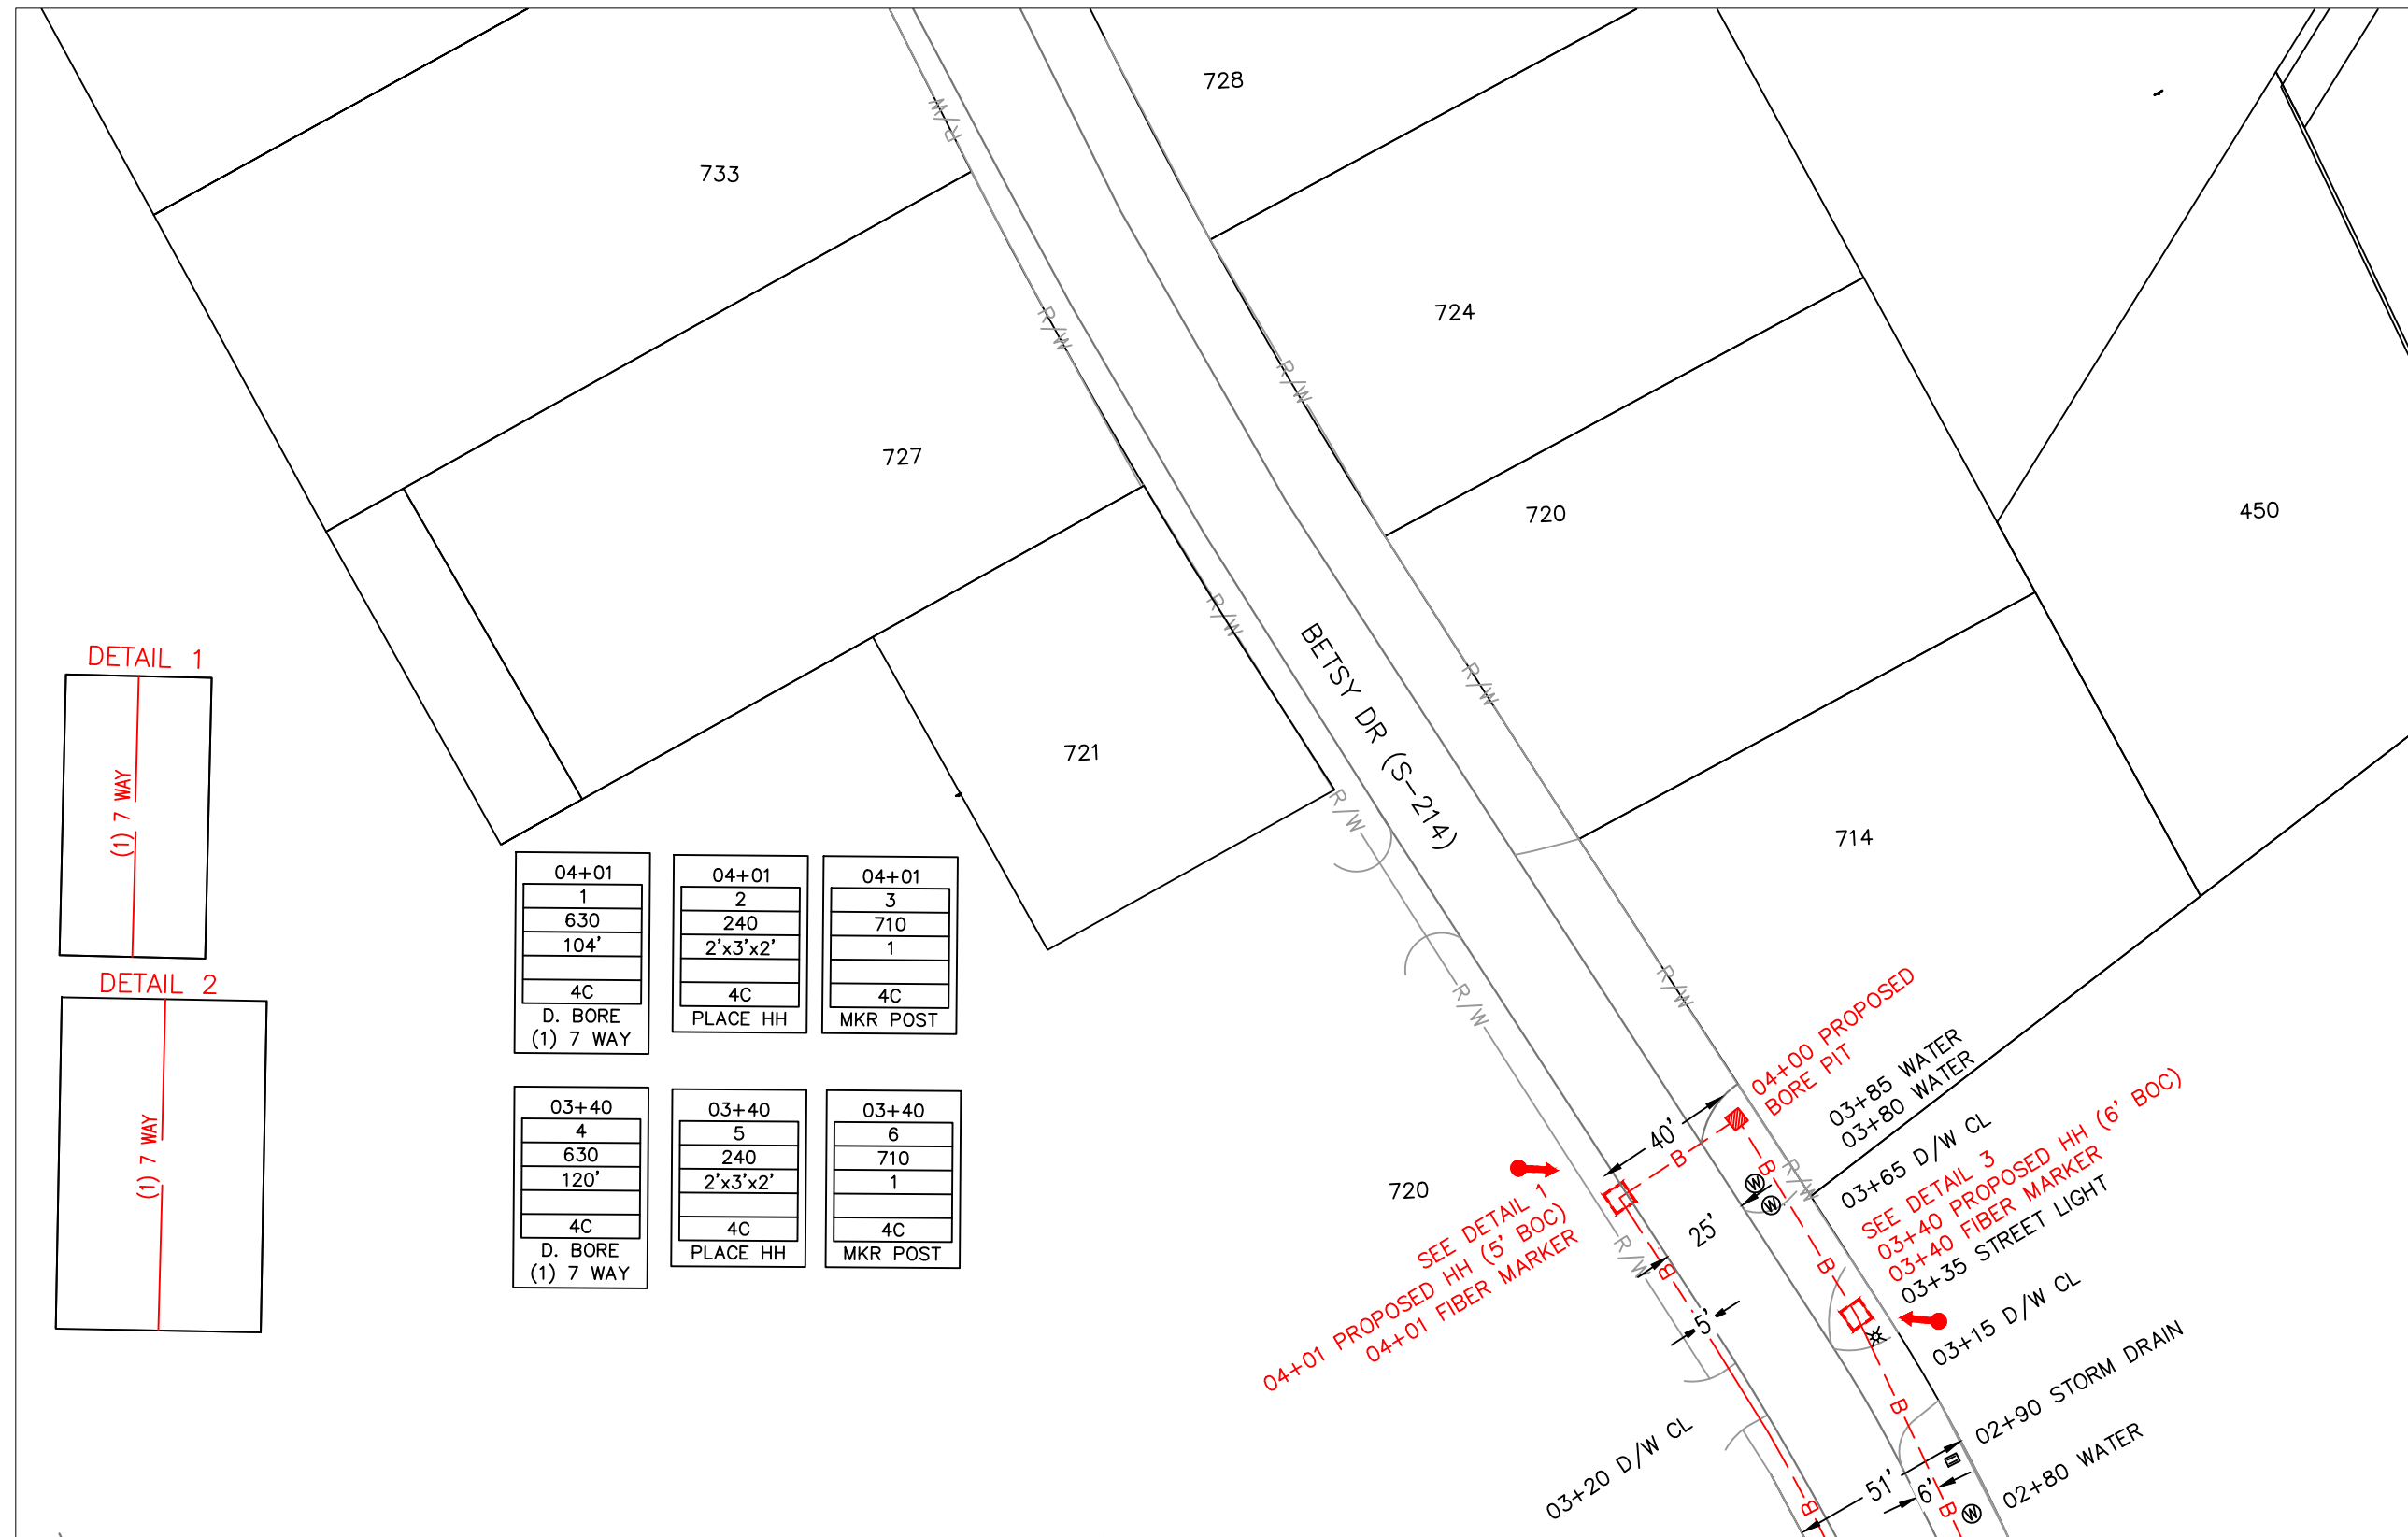 728
733
724
727
720
450
721
714
R/W
R/W
R/W
R/W
R/W
R/W
R/W
R/W
R/W
R/W
BETSY DR (S-214)
DETAIL 1
(1) 7 WAY
DETAIL 2
(1) 7 WAY
04+01
1
630
104'
4C
D. BORE
(1) 7 WAY
04+01
2
240
2'x3'x2'
4C
PLACE HH
04+01
3
710
1
4C
MKR POST
03+40
4
630
120'
4C
D. BORE
(1) 7 WAY
03+40
5
240
2'x3'x2'
4C
PLACE HH
03+40
6
710
1
4C
MKR POST
720
04+00 PROPOSED
BORE PIT
03+85 WATER
03+80 WATER
03+65 D/W CL
SEE DETAIL 3
03+40 PROPOSED HH (6' BOC)
03+40 FIBER MARKER
03+35 STREET LIGHT
03+15 D/W CL
02+90 STORM DRAIN
02+80 WATER
SEE DETAIL 1
04+01 PROPOSED HH (5' BOC)
04+01 FIBER MARKER
03+20 D/W CL
40'
25'
5'
51'
6'
B
B
B
B
B
B
B
W
W
W